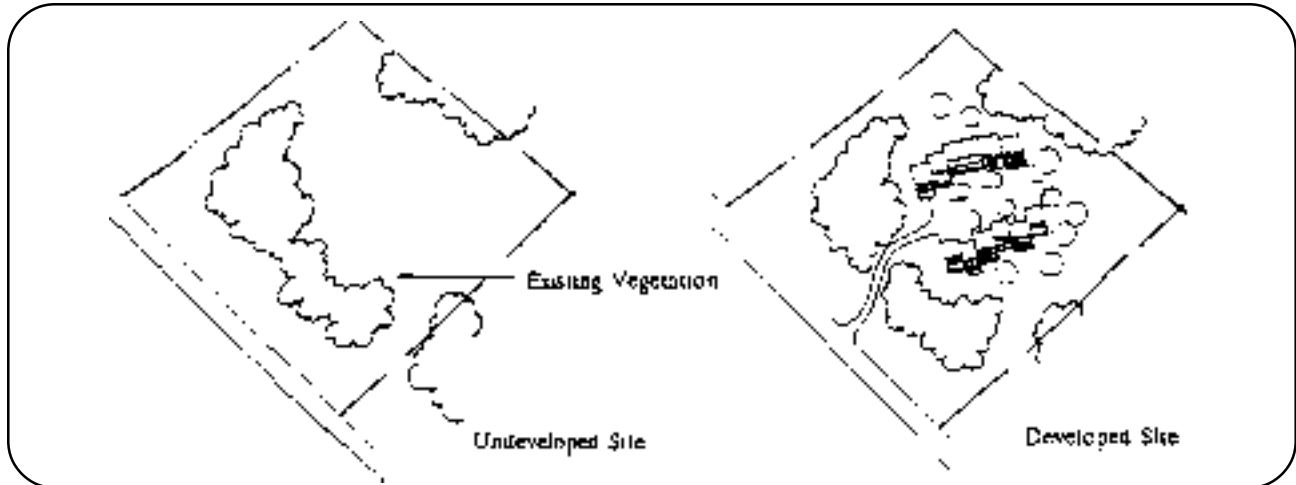 Existing Vegetation
Undeveloped Site
Developed Site